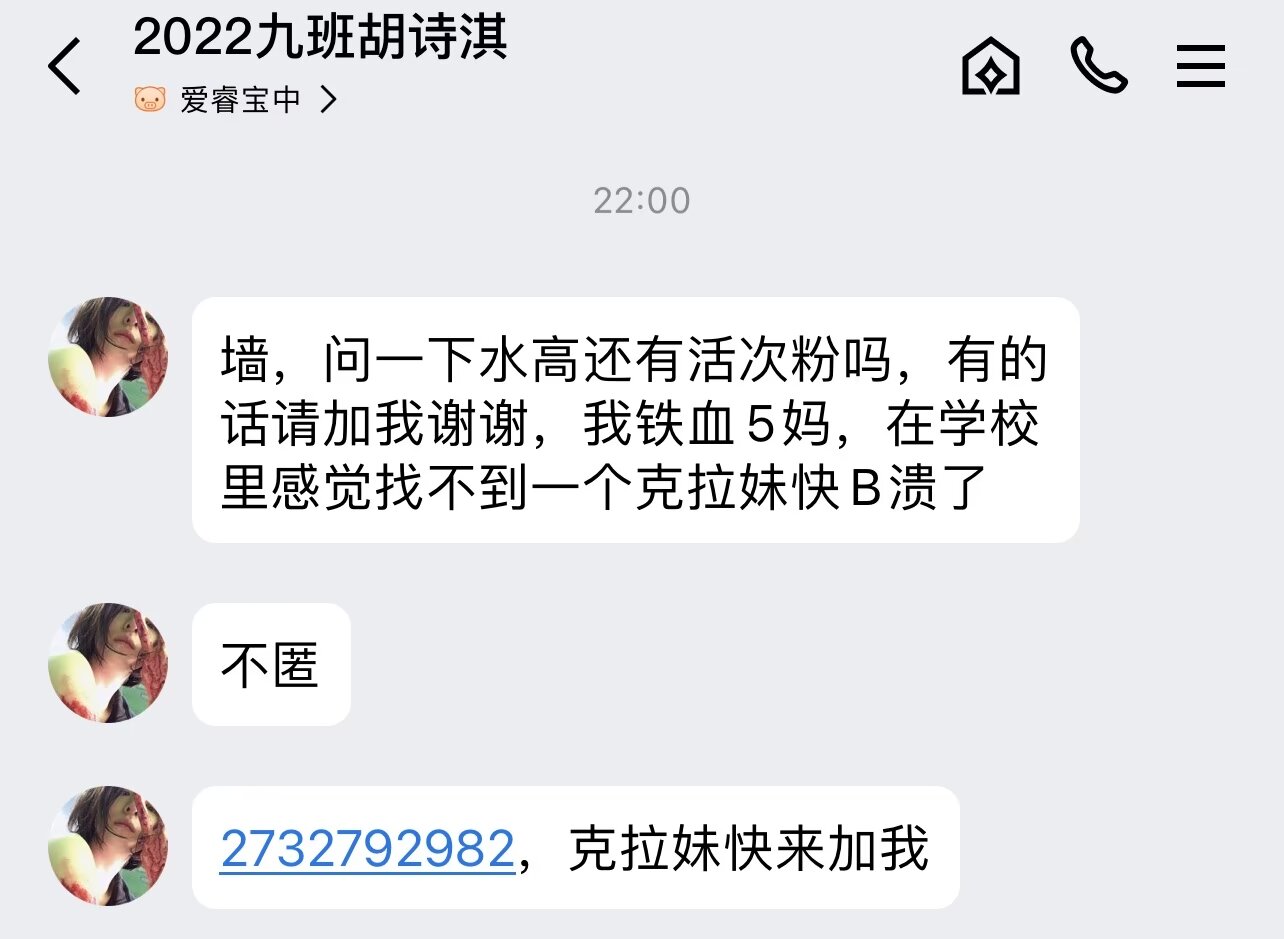 2022九班胡诗淇
爱睿宝中
22:00
墙，问一下水高还有活次粉吗，有的
话请加我谢谢，我铁血5妈，在学校
里感觉找不到一个克拉妹快B溃了
不匿
2732792982，克拉妹快来加我